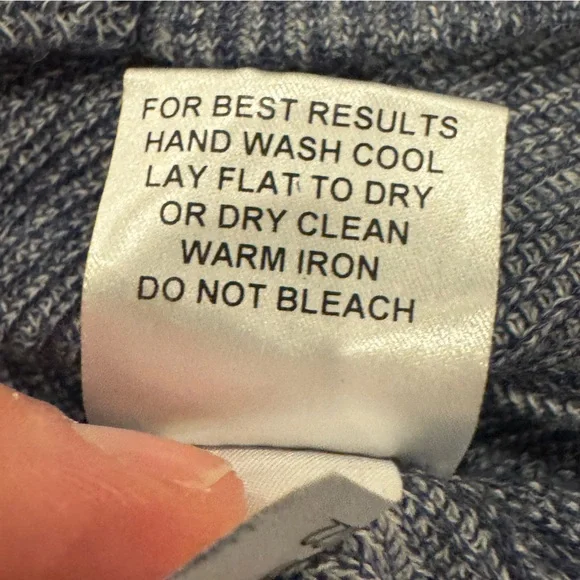 FOR BEST RESULTS
HAND WASH COOL
LAY FLAT TO DRY
OR DRY CLEAN
WARM IRON
DO NOT BLEACH